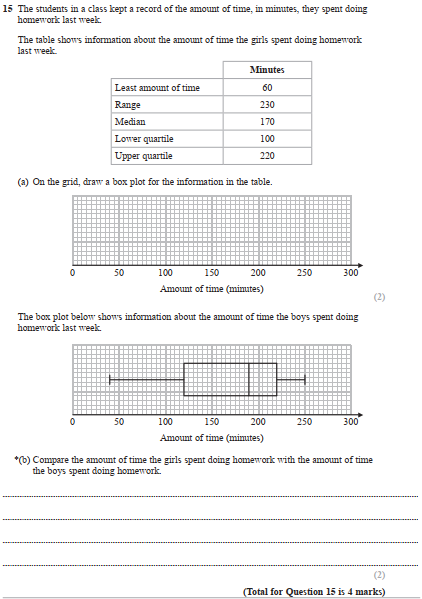 15 The students in a class kept a record of the amount of time, in minutes, they spent doing
homework last week.
The table shows information about the amount of time the girls spent doing homework
last week.
Minutes
Least amount of time 60
Range 230
Median 170
Lower quartile 100
Upper quartile 220
(a) On the grid, draw a box plot for the information in the table.
0 50 100 150 200 250 300
Amount of time (minutes)
(2)
The box plot below shows information about the amount of time the boys spent doing
homework last week.
0 50 100 150 200 250 300
Amount of time (minutes)
*(b) Compare the amount of time the girls spent doing homework with the amount of time
the boys spent doing homework.
(2)
(Total for Question 15 is 4 marks)